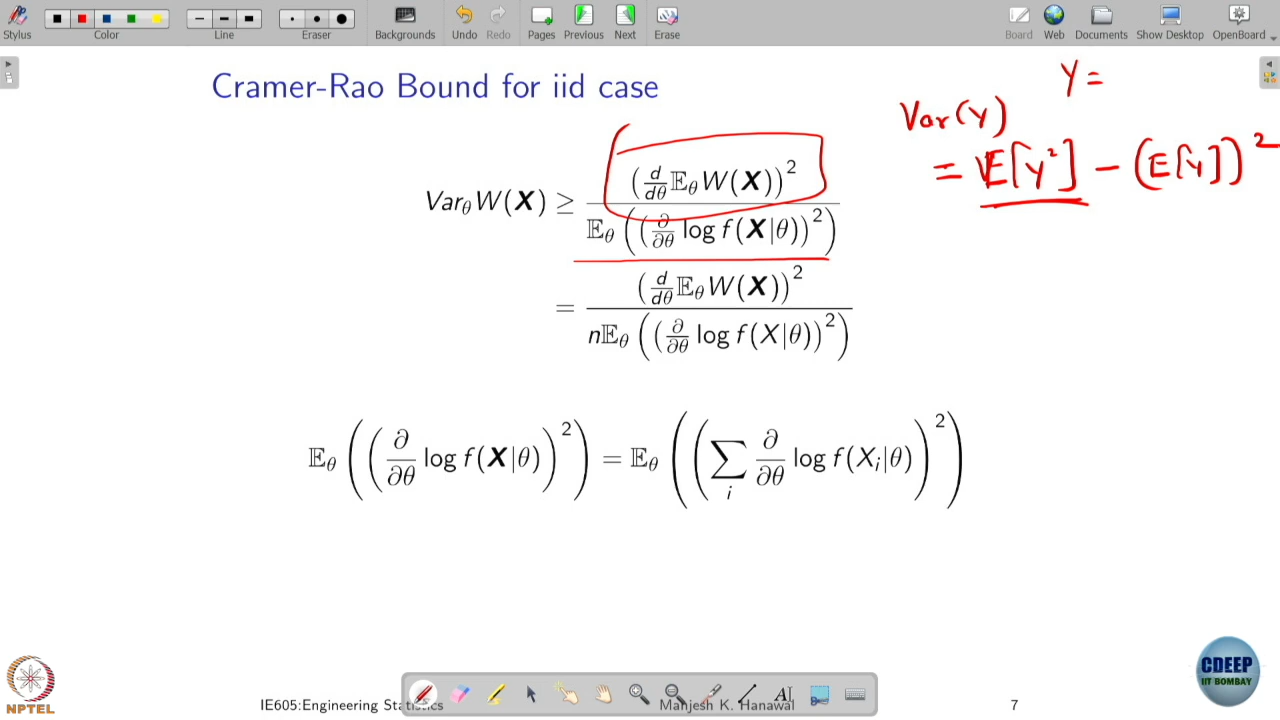 Stylus Color Line Eraser Backgrounds Undo Redo Pages Previous Next Erase Board Web Documents Show Desktop OpenBoard
Cramer-Rao Bound for iid case
Y =
Var(Y)
= E[Y²] − (E[Y])²
Var_θ W(𝑿) ≥ (d/dθ 𝔼_θ W(𝑿))² / 𝔼_θ((∂/∂θ log f(𝑿|θ))²)
= (d/dθ 𝔼_θ W(𝑿))² / n𝔼_θ((∂/∂θ log f(X|θ))²)
𝔼_θ((∂/∂θ log f(𝑿|θ))²) = 𝔼_θ((∑_i ∂/∂θ log f(X_i|θ))²)
NPTEL
IE605:Engineering Statistics
Manjesh K. Hanawal
7
CDEEP
IIT BOMBAY